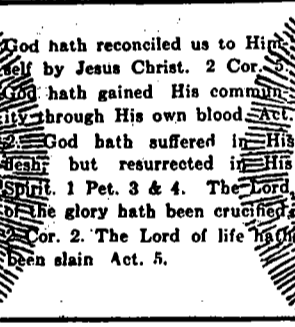 God hath reconciled us to Him-
self by Jesus Christ. 2 Cor. 5.
God hath gained His commun-
ity through His own blood. Act.
2. God hath suffered in His
flesh; but resurrected in His
Spirit. 1 Pet. 3 & 4. The Lord
of the glory hath been crucified.
2 Cor. 2. The Lord of life hath
been slain Act. 5.